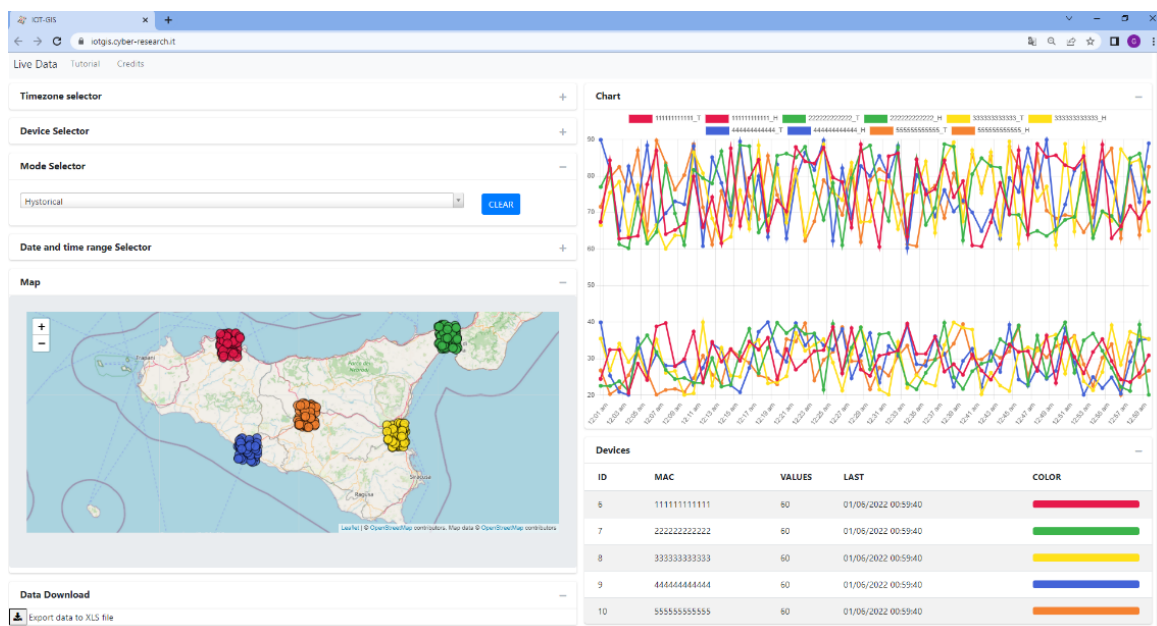 IOT-GIS
iotgis.cyber-research.it
Live Data Tutorial Credits
Timezone selector
Device Selector
Mode Selector
Hystorical
CLEAR
Date and time range Selector
Map
+
−
Trapani
Siracusa
Ragusa
Leaflet | © OpenStreetMap contributors. Map data © OpenStreetMap contributors
Data Download
Export data to XLS file
Chart
111111111111_T 111111111111_H 222222222222_T 222222222222_H 333333333333_T 333333333333_H
444444444444_T 444444444444_H 555555555555_T 555555555555_H
90
80
70
60
50
40
30
20
Devices
ID MAC VALUES LAST COLOR
6 111111111111 60 01/06/2022 00:59:40
7 222222222222 60 01/06/2022 00:59:40
8 333333333333 60 01/06/2022 00:59:40
9 444444444444 60 01/06/2022 00:59:40
10 555555555555 60 01/06/2022 00:59:40